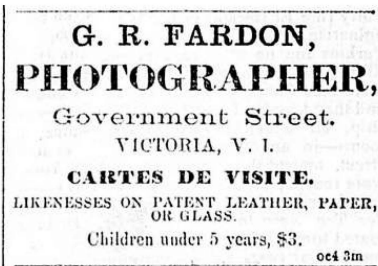 G. R. FARDON,
PHOTOGRAPHER,
Government Street.
VICTORIA, V. I.
CARTES DE VISITE.
LIKENESSES ON PATENT LEATHER, PAPER,
OR GLASS.
Children under 5 years, $3.
oc4 3m